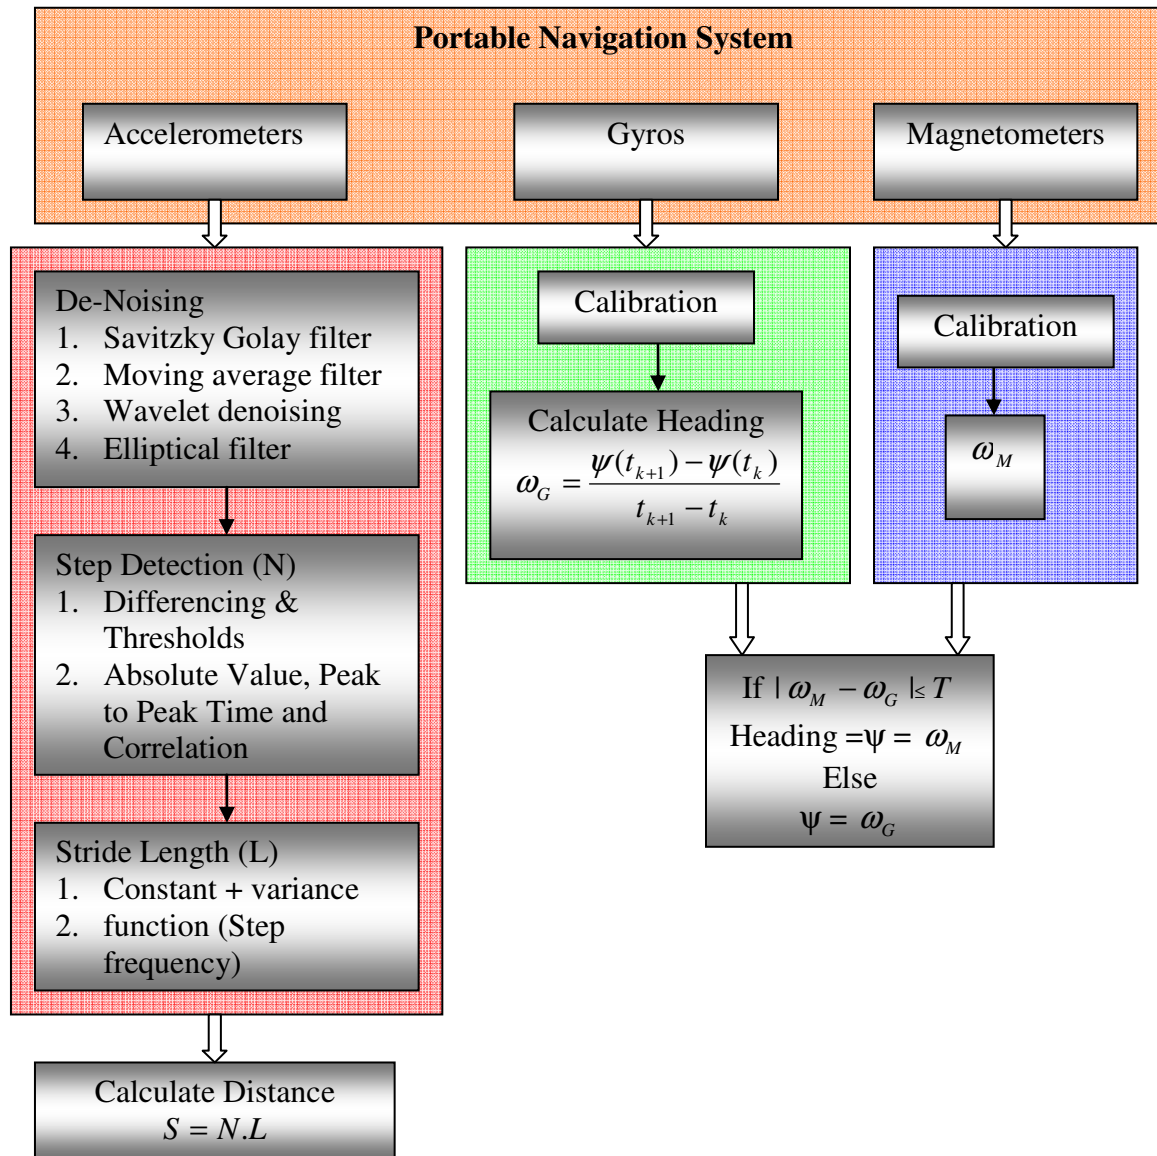 Portable Navigation System
Accelerometers
Gyros
Magnetometers
De-Noising
1. Savitzky Golay filter
2. Moving average filter
3. Wavelet denoising
4. Elliptical filter
Step Detection (N)
1. Differencing &
Thresholds
2. Absolute Value, Peak
to Peak Time and
Correlation
Stride Length (L)
1. Constant + variance
2. function (Step
frequency)
Calculate Distance
S = N.L
Calibration
Calculate Heading
ω_G = (ψ(t_{k+1}) − ψ(t_k)) / (t_{k+1} − t_k)
Calibration
ω_M
If | ω_M − ω_G |≤ T
Heading =ψ = ω_M
Else
ψ = ω_G